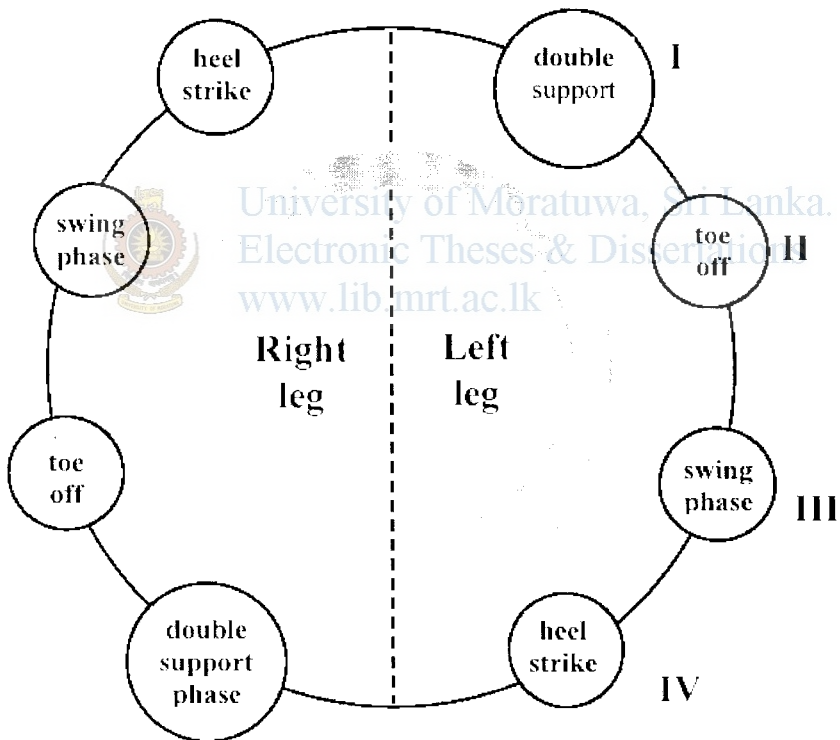 heel
strike
double
support
I
University of Moratuwa, Sri Lanka.
Electronic Theses & Dissertations
www.lib.mrt.ac.lk
swing
phase
toe
off
II
Right
leg
Left
leg
toe
off
swing
phase
III
double
support
phase
heel
strike
IV